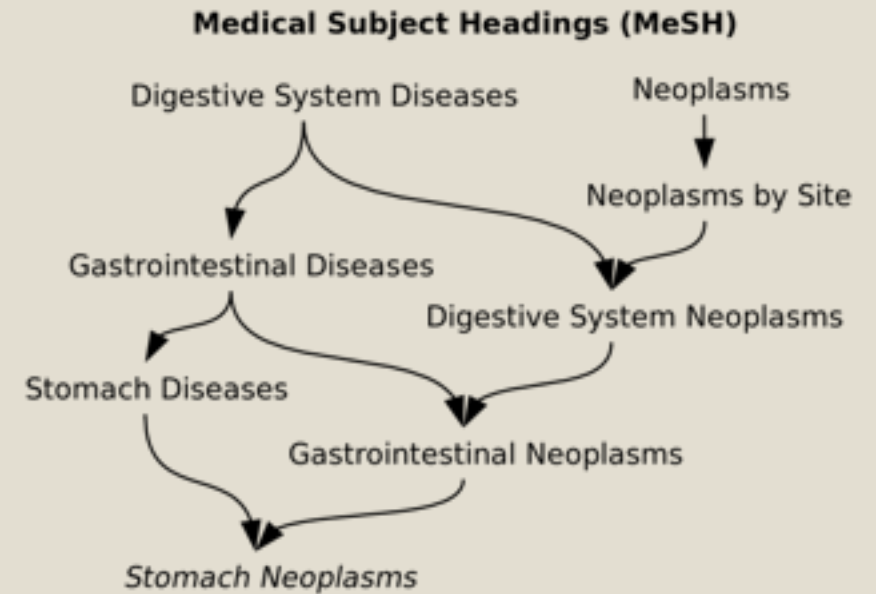 Medical Subject Headings (MeSH)
Digestive System Diseases
Neoplasms
Neoplasms by Site
Gastrointestinal Diseases
Digestive System Neoplasms
Stomach Diseases
Gastrointestinal Neoplasms
Stomach Neoplasms